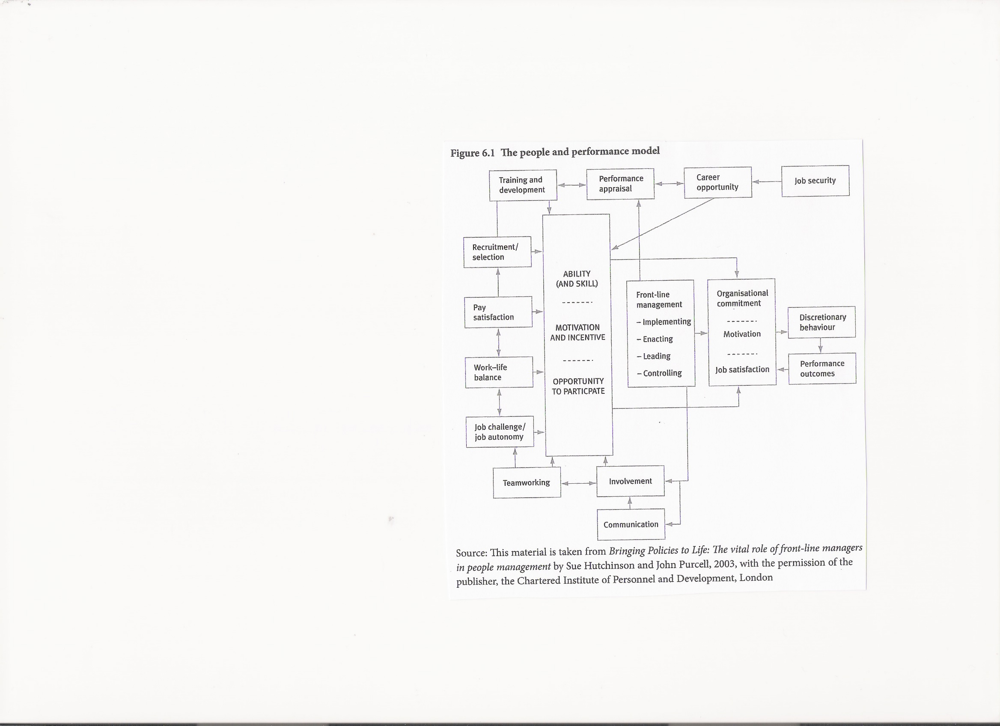 Figure 6.1 The people and performance model
Training and
development
Performance
appraisal
Career
opportunity
Job security
Recruitment/
selection
Pay
satisfaction
Work–life
balance
Job challenge/
job autonomy
ABILITY
(AND SKILL)
MOTIVATION
AND INCENTIVE
OPPORTUNITY
TO PARTICPATE
Front-line
management
– Implementing
– Enacting
– Leading
– Controlling
Organisational
commitment
Motivation
Job satisfaction
Discretionary
behaviour
Performance
outcomes
Teamworking
Involvement
Communication
Source: This material is taken from Bringing Policies to Life: The vital role of front-line managers
in people management by Sue Hutchinson and John Purcell, 2003, with the permission of the
publisher, the Chartered Institute of Personnel and Development, London